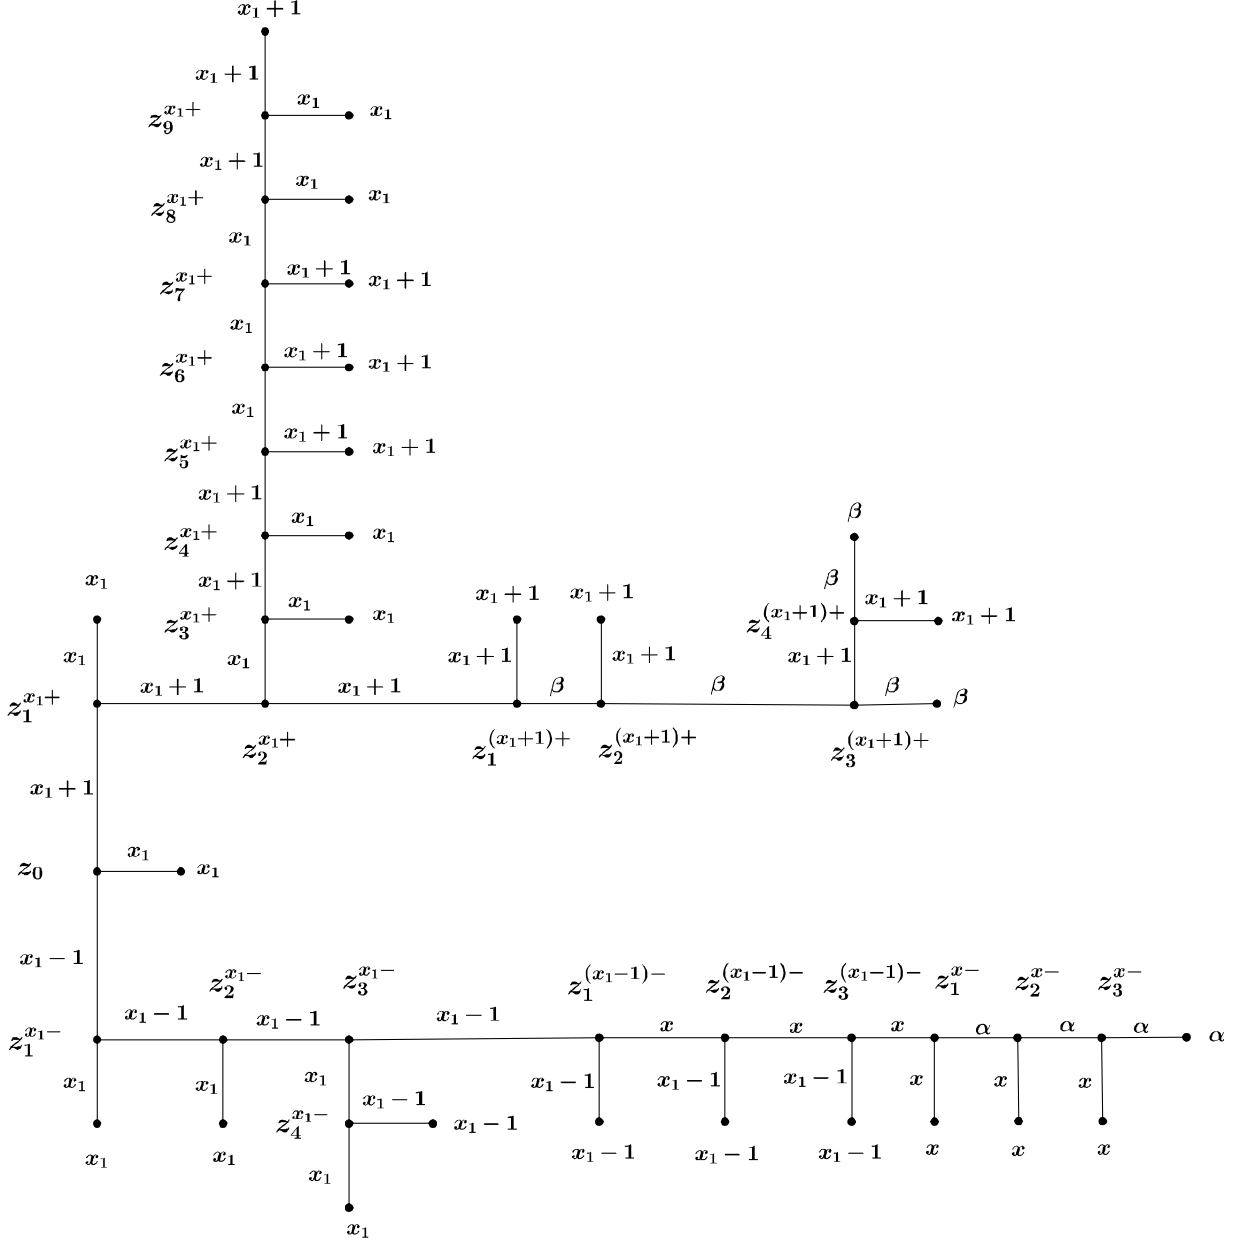 x₁ + 1
x₁ + 1
x₁
z₉^{x₁+} x₁
x₁ + 1
x₁
z₈^{x₁+} x₁
x₁
x₁ + 1
z₇^{x₁+} x₁ + 1
x₁
x₁ + 1
z₆^{x₁+} x₁ + 1
x₁
x₁ + 1
z₅^{x₁+} x₁ + 1
x₁ + 1
β
x₁
z₄^{x₁+} x₁
x₁ x₁ + 1 β
x₁ + 1 x₁ + 1 x₁ + 1
x₁
z₃^{x₁+} x₁ z₄^{(x₁+1)+} x₁ + 1
x₁ x₁ x₁ + 1 x₁ + 1 x₁ + 1
x₁ + 1 x₁ + 1 β β β
z₁^{x₁+} β
z₂^{x₁+} z₁^{(x₁+1)+} z₂^{(x₁+1)+} z₃^{(x₁+1)+}
x₁ + 1
x₁
z₀ x₁
x₁ − 1
z₂^{x₁−} z₃^{x₁−} z₁^{(x₁−1)−} z₂^{(x₁−1)−} z₃^{(x₁−1)−} z₁^{x−} z₂^{x−} z₃^{x−}
x₁ − 1 x₁ − 1 x₁ − 1 x x x α α α
z₁^{x₁−} α
x₁ x₁ x₁ x₁ − 1 x₁ − 1 x₁ − 1 x x x
x₁ − 1
z₄^{x₁−} x₁ − 1
x₁ x₁ x₁ − 1 x₁ − 1 x₁ − 1 x x x
x₁
x₁